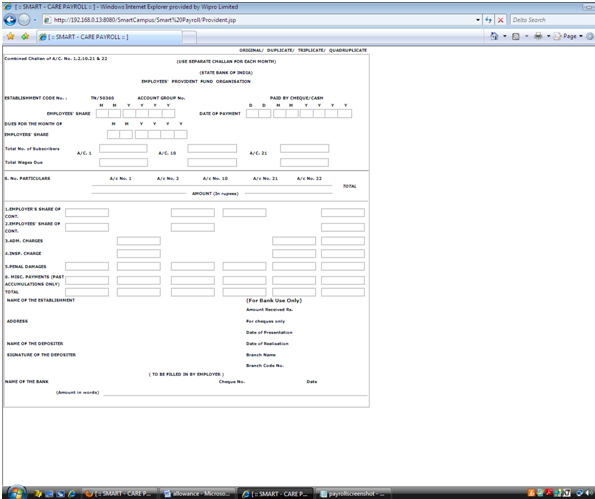 [ :: SMART - CARE PAYROLL :: ] - Windows Internet Explorer provided by Wipro Limited
http://192.168.0.13:8080/SmartCampus/Smart%20Payroll/Provident.jsp
Delta Search
[ :: SMART - CARE PAYROLL :: ]
Page
ORIGINAL/ DUPLICATE/ TRIPLICATE/ QUADRUPLICATE
Combined Challan of A/C. No. 1,2,10,21 & 22
(USE SEPARATE CHALLAN FOR EACH MONTH)
(STATE BANK OF INDIA)
EMPLOYEES' PROVIDENT FUND ORGANISATION
ESTABLISHMENT CODE No. : TN/50360 ACCOUNT GROUP No. PAID BY CHEQUE/CASH
M M Y Y Y Y D D M M Y Y Y Y
EMPLOYEES' SHARE DATE OF PAYMENT
DUES FOR THE MONTH OF M M Y Y Y Y
EMPLOYERS' SHARE
Total No. of Subscribers
A/C. 1 A/C. 10 A/C. 21
Total Wages Due
S. No. PARTICULARS A/c No. 1 A/c No. 2 A/c No. 10 A/c No. 21 A/c No. 22
TOTAL
AMOUNT (In rupees)
1.EMPLOYER'S SHARE OF
CONT.
2.EMPLOYEES' SHARE OF
CONT.
3.ADM. CHARGES
4.INSP. CHARGE
5.PENAL DAMAGES
6. MISC. PAYMENTS (PAST
ACCUMULATIONS ONLY)
TOTAL
NAME OF THE ESTABLISHMENT (For Bank Use Only)
Amount Received Rs.
ADDRESS For cheques only
Date of Presentation
NAME OF THE DEPOSITER Date of Realisation
SIGNATURE OF THE DEPOSITER Branch Name
Branch Code No.
( TO BE FILLED IN BY EMPLOYER )
NAME OF THE BANK Cheque No. Date
(Amount in words)
[ :: SMART - CARE P... allowance - Microso... [ :: SMART - CARE P... payrollscreenshot - ...